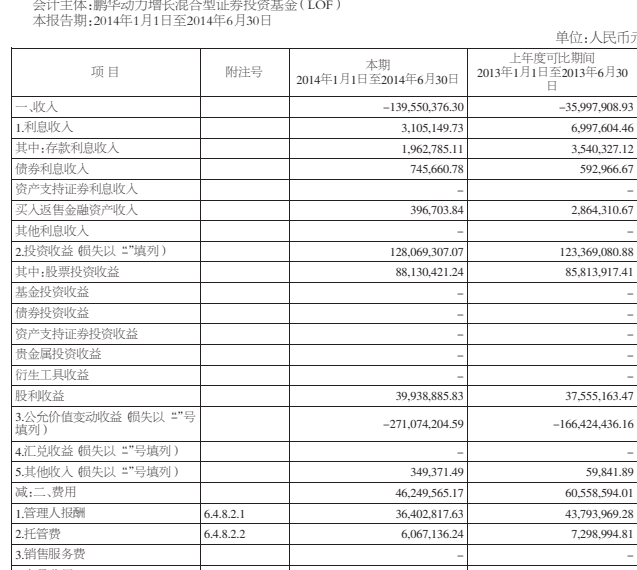 会计主体:鹏华动力增长混合型证券投资基金(LOF)
本报告期:2014年1月1日至2014年6月30日
单位:人民币元
项 目 附注号 本期 2014年1月1日至2014年6月30日 上年度可比期间 2013年1月1日至2013年6月30日
一、收入 -139,550,376.30 -35,997,908.93
1.利息收入 3,105,149.73 6,997,604.46
其中:存款利息收入 1,962,785.11 3,540,327.12
债券利息收入 745,660.78 592,966.67
资产支持证券利息收入 - -
买入返售金融资产收入 396,703.84 2,864,310.67
其他利息收入 - -
2.投资收益(损失以“-”填列) 128,069,307.07 123,369,080.88
其中:股票投资收益 88,130,421.24 85,813,917.41
基金投资收益 - -
债券投资收益 - -
资产支持证券投资收益 - -
贵金属投资收益 - -
衍生工具收益 - -
股利收益 39,938,885.83 37,555,163.47
3.公允价值变动收益(损失以“-”号填列) -271,074,204.59 -166,424,436.16
4.汇兑收益(损失以“-”号填列) - -
5.其他收入(损失以“-”号填列) 349,371.49 59,841.89
减:二、费用 46,249,565.17 60,558,594.01
1.管理人报酬 6.4.8.2.1 36,402,817.63 43,793,969.28
2.托管费 6.4.8.2.2 6,067,136.24 7,298,994.81
3.销售服务费 - -